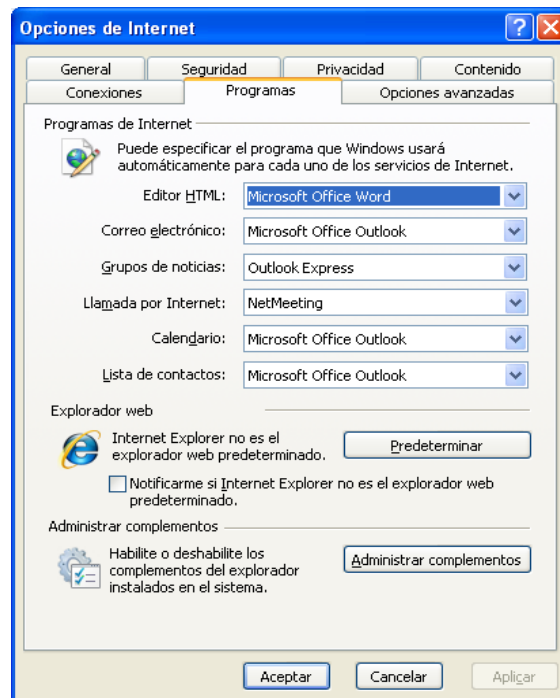 Opciones de Internet
General Seguridad Privacidad Contenido
Conexiones Programas Opciones avanzadas
Programas de Internet
Puede especificar el programa que Windows usará
automáticamente para cada uno de los servicios de Internet.
Editor HTML: Microsoft Office Word
Correo electrónico: Microsoft Office Outlook
Grupos de noticias: Outlook Express
Llamada por Internet: NetMeeting
Calendario: Microsoft Office Outlook
Lista de contactos: Microsoft Office Outlook
Explorador web
Internet Explorer no es el
explorador web predeterminado.
Predeterminar
Notificarme si Internet Explorer no es el explorador web
predeterminado.
Administrar complementos
Habilite o deshabilite los
complementos del explorador
instalados en el sistema.
Administrar complementos
Aceptar Cancelar Aplicar